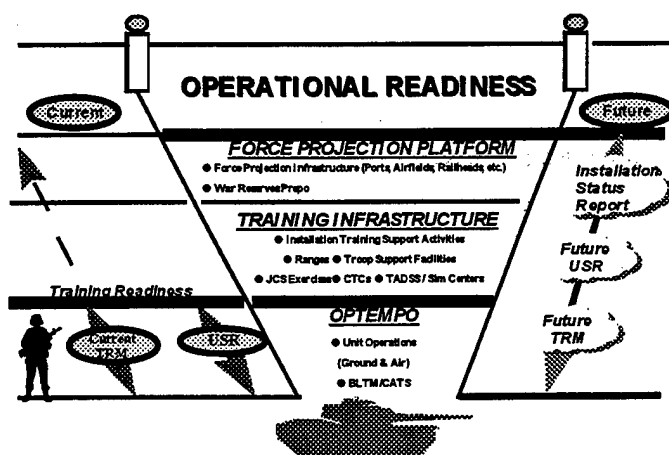 OPERATIONAL READINESS
Current
Future
FORCE PROJECTION PLATFORM
● Force Projection Infrastructure (Ports, Airfields, Railheads, etc.)
● War Reserves Prepo
Installation
Status
Report
TRAINING INFRASTRUCTURE
● Installation Training Support Activities
● Ranges ● Troop Support Facilities
● JCS Exercises ● CTCs ● TADSS / Sim Centers
Future
USR
Training Readiness
OPTEMPO
Current
TRM
USR
● Unit Operations
(Ground & Air)
● BLTM/CATS
Future
TRM